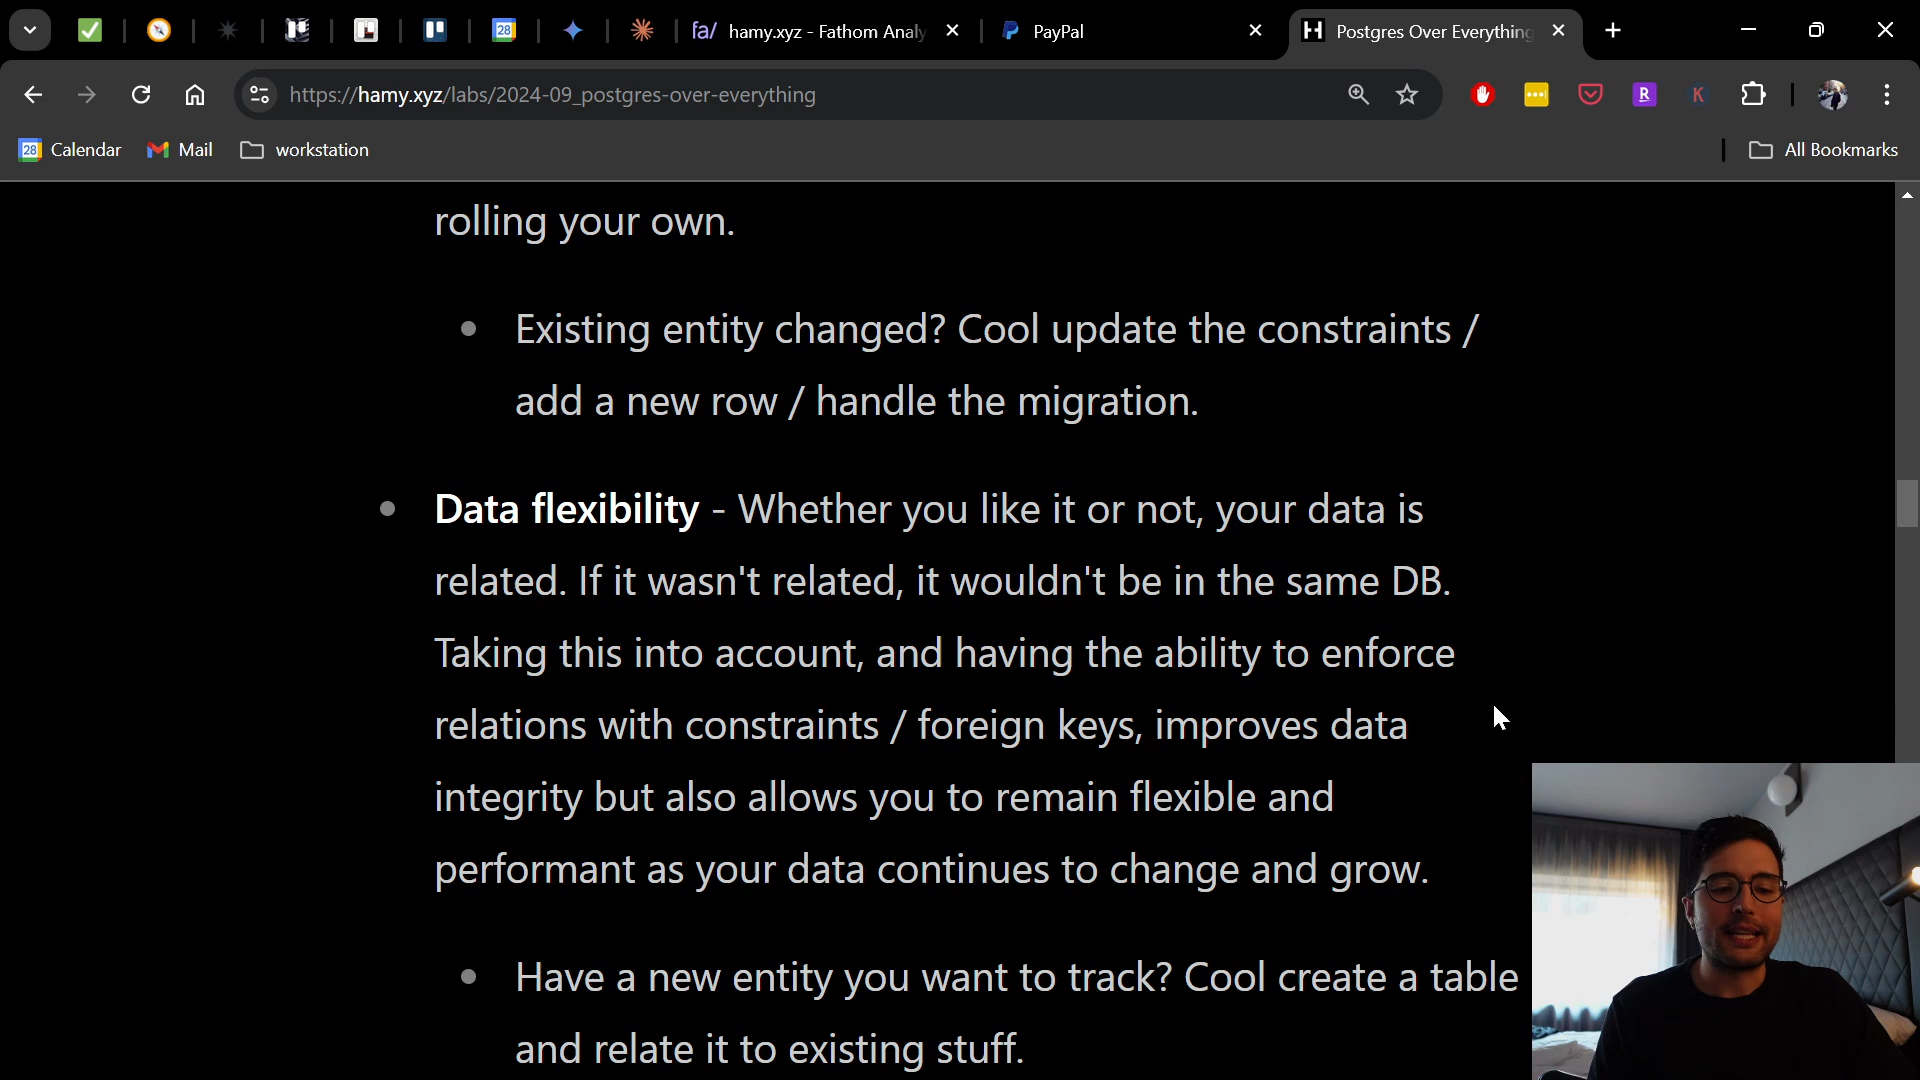 hamy.xyz - Fathom Analy
PayPal
Postgres Over Everything
https://hamy.xyz/labs/2024-09_postgres-over-everything
Calendar
Mail
workstation
All Bookmarks
rolling your own.
Existing entity changed? Cool update the constraints /
add a new row / handle the migration.
Data flexibility - Whether you like it or not, your data is
related. If it wasn't related, it wouldn't be in the same DB.
Taking this into account, and having the ability to enforce
relations with constraints / foreign keys, improves data
integrity but also allows you to remain flexible and
performant as your data continues to change and grow.
Have a new entity you want to track? Cool create a table
and relate it to existing stuff.